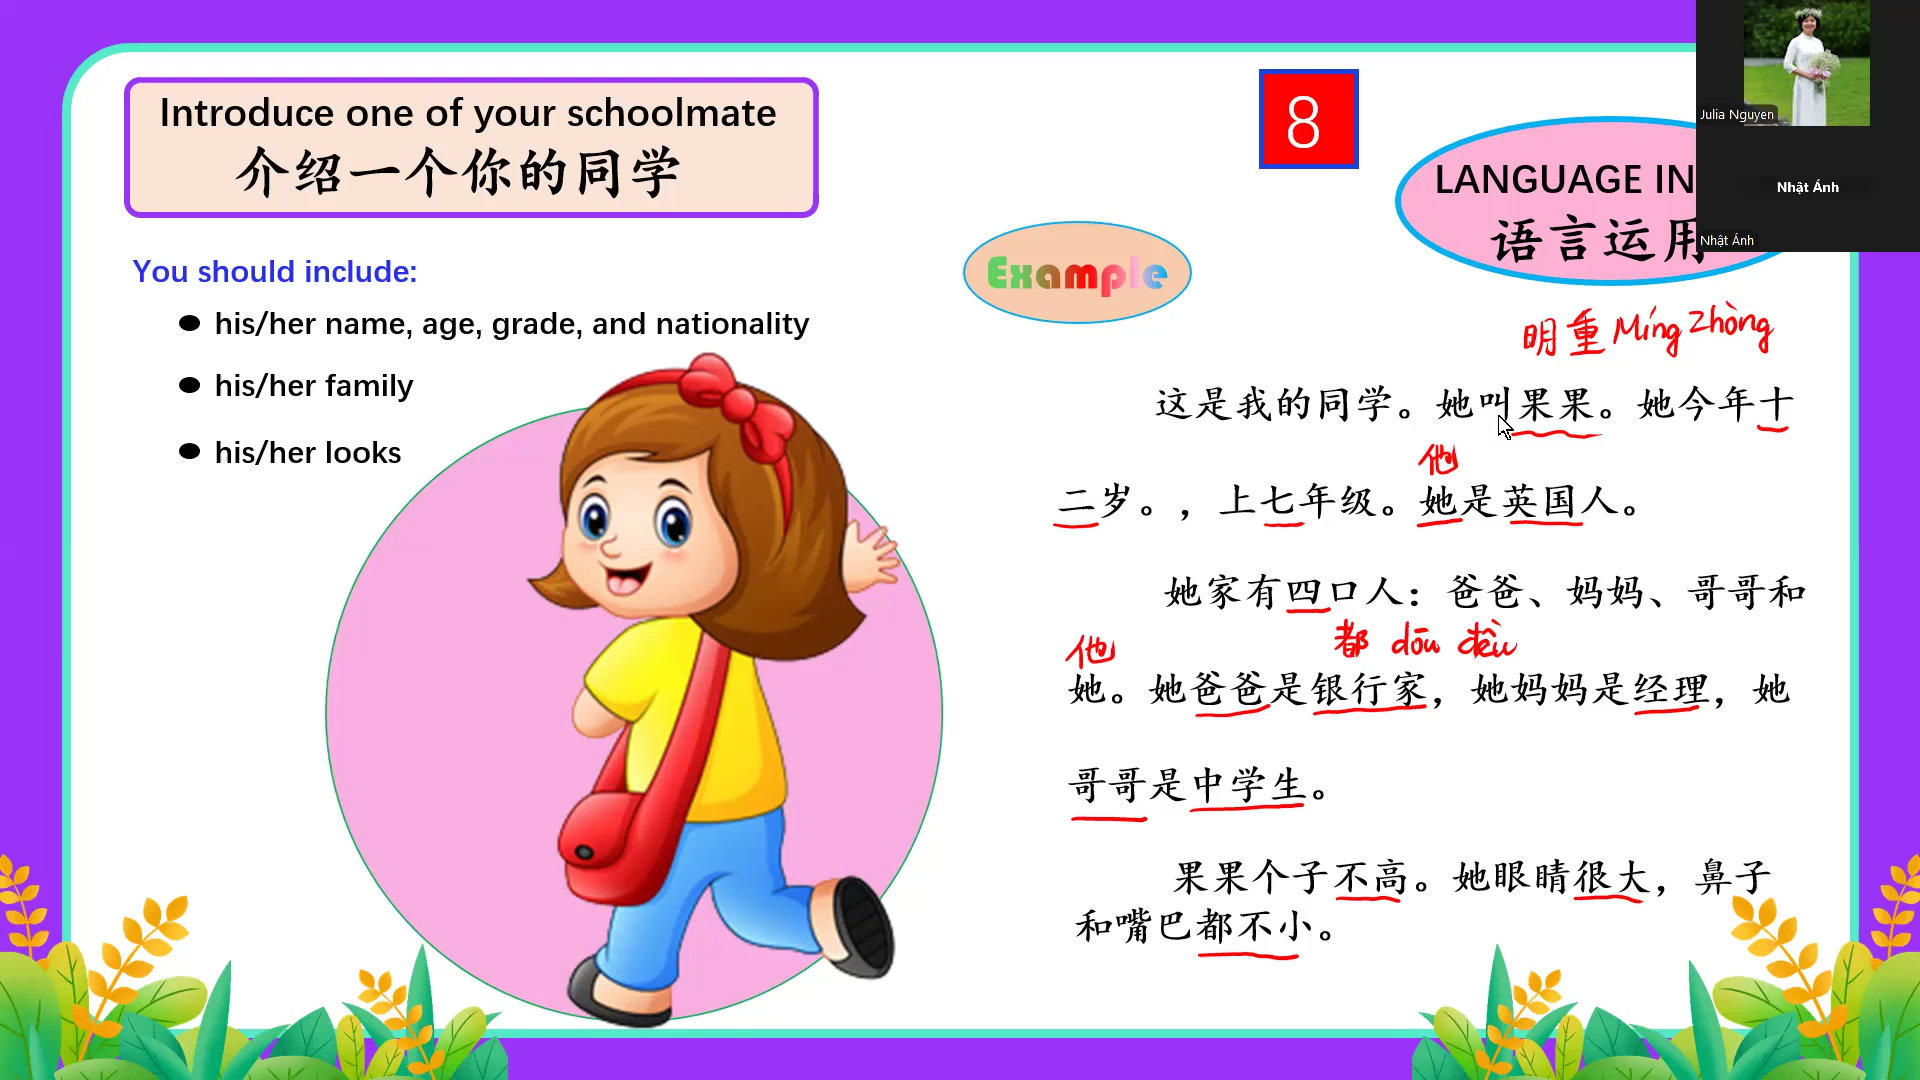 Introduce one of your schoolmate
介绍一个你的同学
8
LANGUAGE IN
语言运用
Julia Nguyen
Nhật Ánh
Nhật Ánh
You should include:
his/her name, age, grade, and nationality
his/her family
his/her looks
Example
明重 Míng Zhòng
这是我的同学。她叫果果。她今年十
他
二岁。，上七年级。她是英国人。
她家有四口人：爸爸、妈妈、哥哥和
他 都 dōu đều
她。她爸爸是银行家，她妈妈是经理，她
哥哥是中学生。
果果个子不高。她眼睛很大，鼻子
和嘴巴都不小。